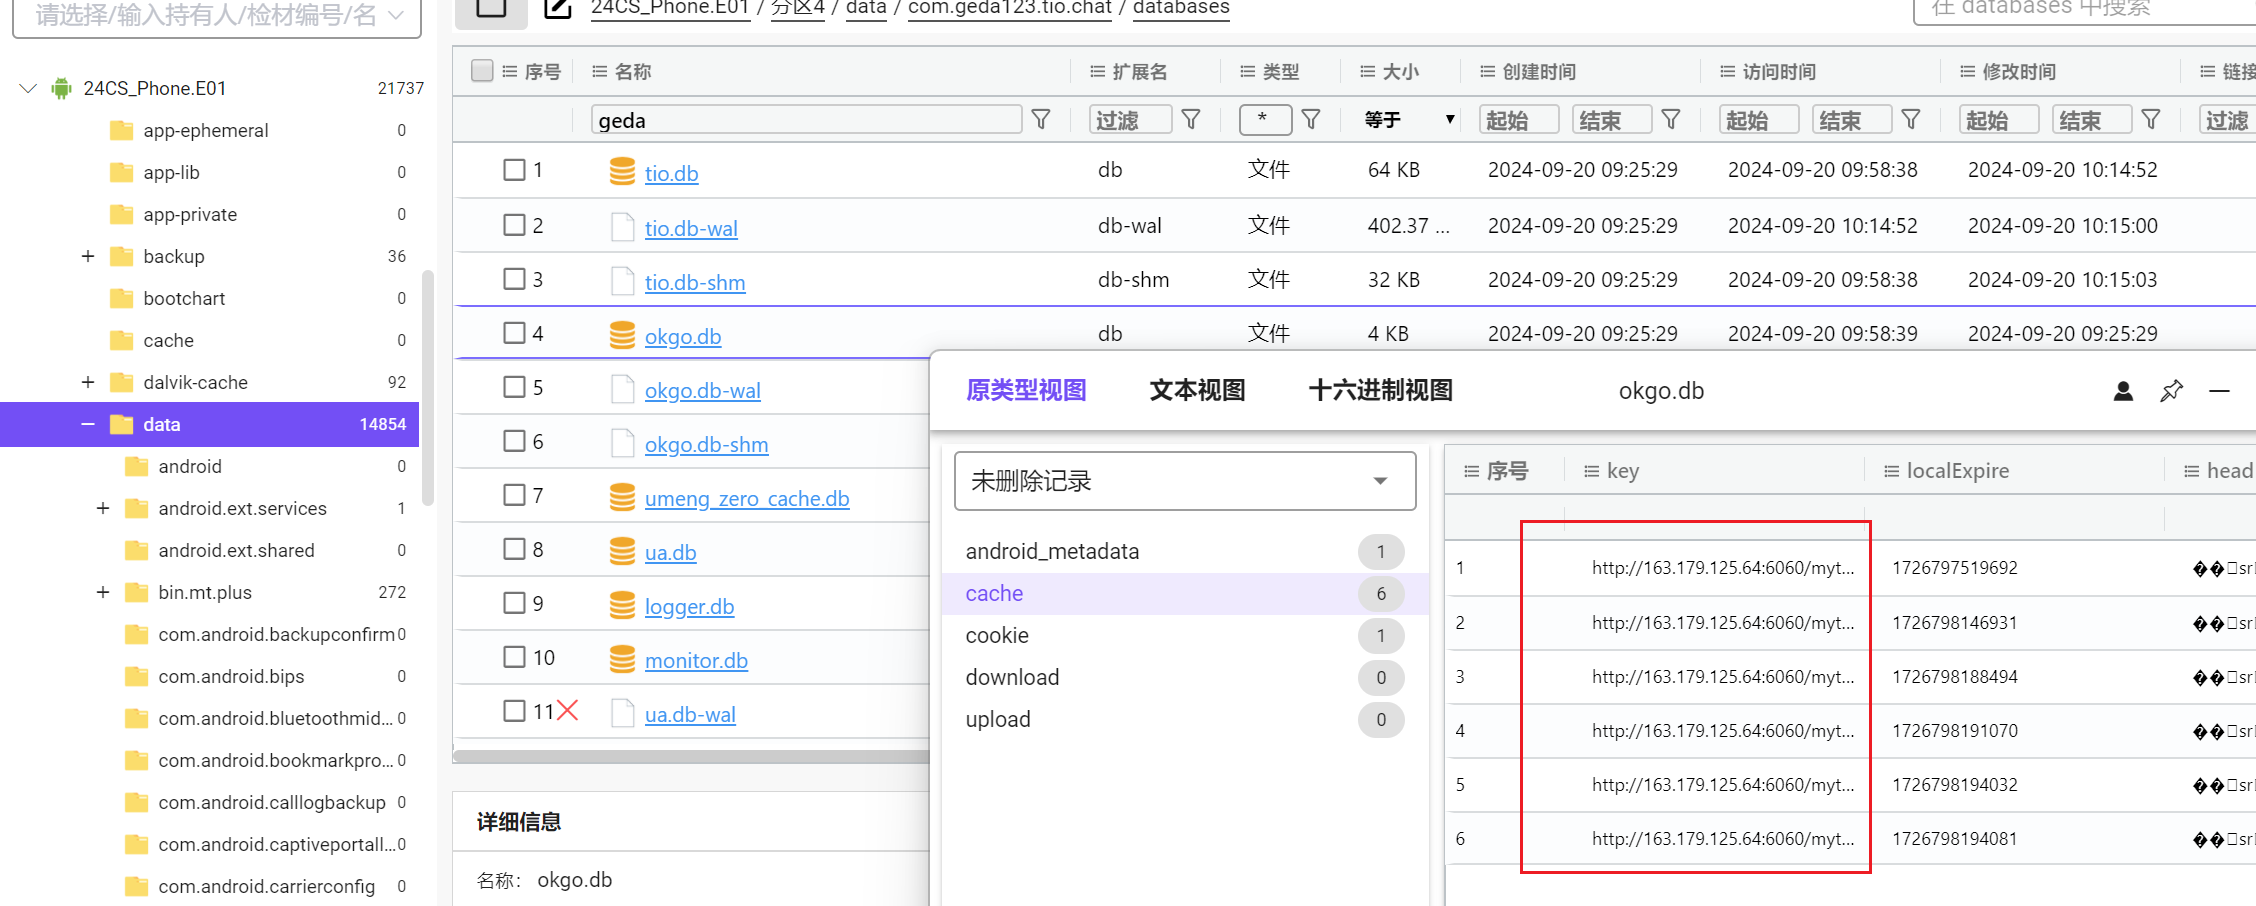 请选择/输入持有人/检材编号/名
24CS_Phone.E01 / 分区4 / data / com.geda123.tio.chat / databases
在 databases 中搜索
24CS_Phone.E01 21737
app-ephemeral 0
app-lib 0
app-private 0
+ backup 36
bootchart 0
cache 0
+ dalvik-cache 92
− data 14854
android 0
+ android.ext.services 1
android.ext.shared 0
+ bin.mt.plus 272
com.android.backupconfirm 0
com.android.bips 0
com.android.bluetoothmid... 0
com.android.bookmarkpro... 0
com.android.calllogbackup 0
com.android.captiveportall... 0
com.android.carrierconfig 0
序号 名称 扩展名 类型 大小 创建时间 访问时间 修改时间 链接
geda 过滤 * 等于 起始 结束 起始 结束 起始 结束 过滤
1 tio.db db 文件 64 KB 2024-09-20 09:25:29 2024-09-20 09:58:38 2024-09-20 10:14:52
2 tio.db-wal db-wal 文件 402.37 ... 2024-09-20 09:25:29 2024-09-20 10:14:52 2024-09-20 10:15:00
3 tio.db-shm db-shm 文件 32 KB 2024-09-20 09:25:29 2024-09-20 09:58:38 2024-09-20 10:15:03
4 okgo.db db 文件 4 KB 2024-09-20 09:25:29 2024-09-20 09:58:39 2024-09-20 09:25:29
5 okgo.db-wal
6 okgo.db-shm
7 umeng_zero_cache.db
8 ua.db
9 logger.db
10 monitor.db
11 ua.db-wal
详细信息
名称： okgo.db
原类型视图 文本视图 十六进制视图 okgo.db
未删除记录
android_metadata 1
cache 6
cookie 1
download 0
upload 0
序号 key localExpire head
1 http://163.179.125.64:6060/myt... 1726797519692 ��□sr
2 http://163.179.125.64:6060/myt... 1726798146931 ��□sr
3 http://163.179.125.64:6060/myt... 1726798188494 ��□sr
4 http://163.179.125.64:6060/myt... 1726798191070 ��□sr
5 http://163.179.125.64:6060/myt... 1726798194032 ��□sr
6 http://163.179.125.64:6060/myt... 1726798194081 ��□sr